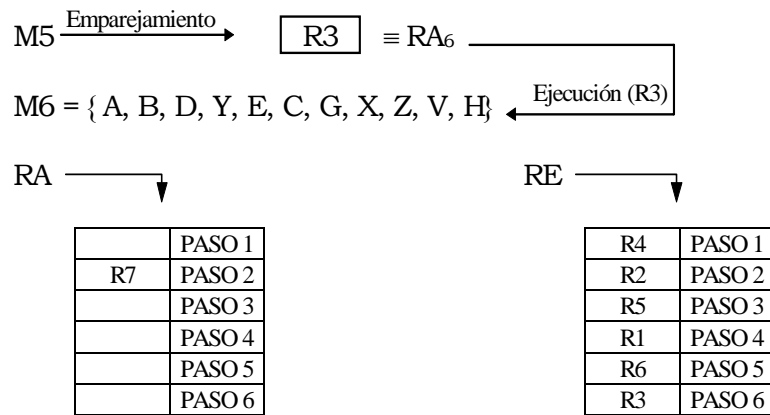 M5 Emparejamiento R3 ≡ RA6
M6 = { A, B, D, Y, E, C, G, X, Z, V, H} Ejecución (R3)
RA RE
PASO 1 R4 PASO 1
R7 PASO 2 R2 PASO 2
PASO 3 R5 PASO 3
PASO 4 R1 PASO 4
PASO 5 R6 PASO 5
PASO 6 R3 PASO 6